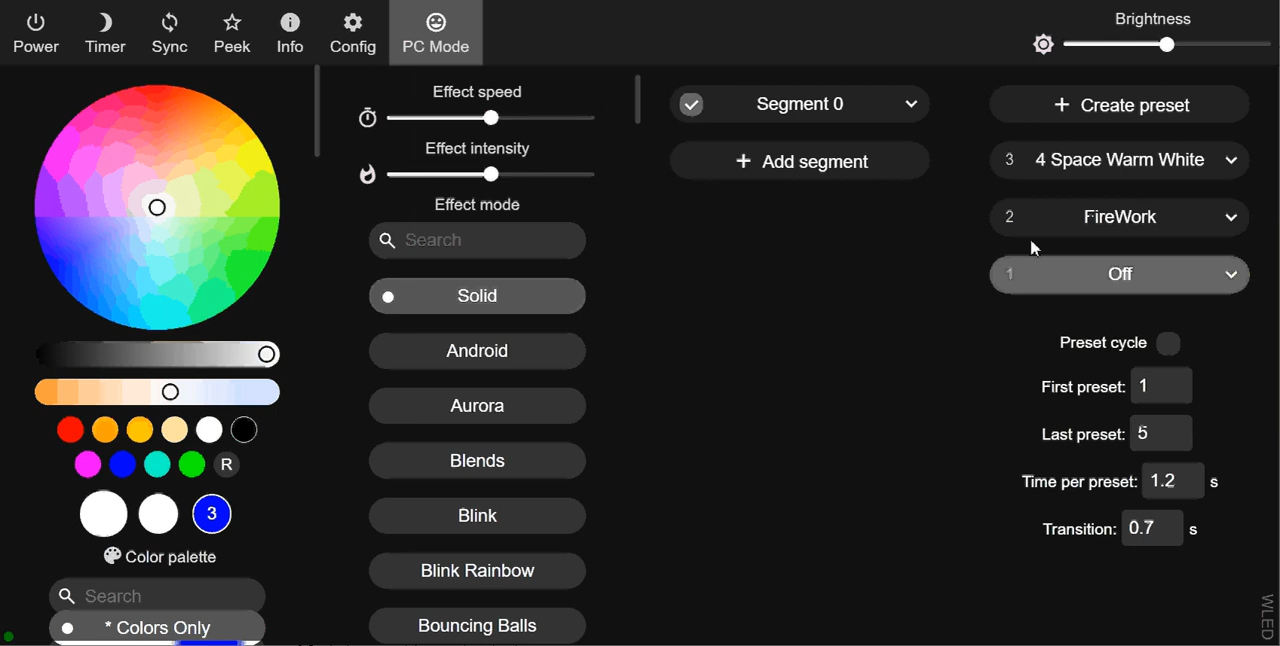 Power
Timer
Sync
Peek
Info
Config
PC Mode
Brightness
R
3
Color palette
Search
* Colors Only
Effect speed
Effect intensity
Effect mode
Search
Solid
Android
Aurora
Blends
Blink
Blink Rainbow
Bouncing Balls
Segment 0
+ Add segment
+ Create preset
3 4 Space Warm White
2 FireWork
1 Off
Preset cycle
First preset: 1
Last preset: 5
Time per preset: 1.2 s
Transition: 0.7 s
WLED